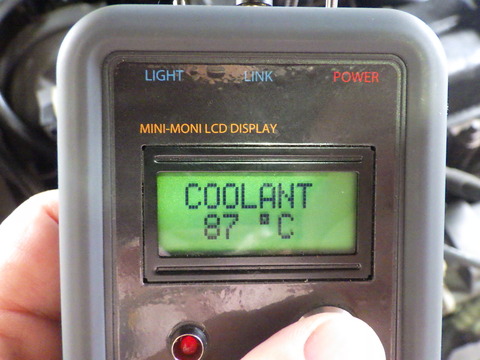 LIGHT LINK POWER
MINI-MONI LCD DISPLAY
COOLANT
87 °C